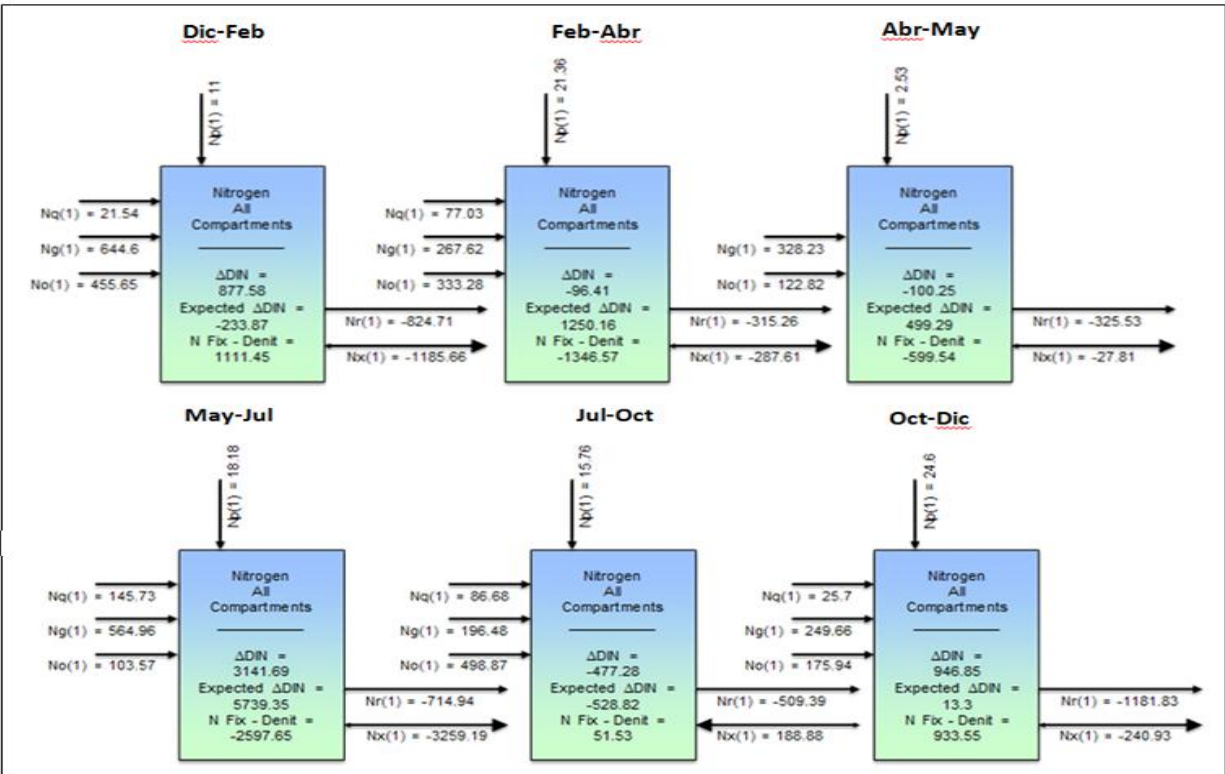 Dic-Feb
Feb-Abr
Abr-May
Np(1) = 11
Nq(1) = 21.54
Ng(1) = 644.6
No(1) = 455.65
Nitrogen
All
Compartments
ΔDIN =
877.58
Expected ΔDIN =
-233.87
N Fix - Denit =
1111.45
Nr(1) = -824.71
Nx(1) = -1185.66
Np(1) = 21.36
Nq(1) = 77.03
Ng(1) = 267.62
No(1) = 333.28
Nitrogen
All
Compartments
ΔDIN =
-96.41
Expected ΔDIN =
1250.16
N Fix - Denit =
-1346.57
Nr(1) = -315.26
Nx(1) = -287.61
Np(1) = 2.53
Ng(1) = 328.23
No(1) = 122.82
Nitrogen
All
Compartments
ΔDIN =
-100.25
Expected ΔDIN =
499.29
N Fix - Denit =
-599.54
Nr(1) = -325.53
Nx(1) = -27.81
May-Jul
Jul-Oct
Oct-Dic
Np(1) = 18.18
Nq(1) = 145.73
Ng(1) = 564.96
No(1) = 103.57
Nitrogen
All
Compartments
ΔDIN =
3141.69
Expected ΔDIN =
5739.35
N Fix - Denit =
-2597.65
Nr(1) = -714.94
Nx(1) = -3259.19
Np(1) = 15.76
Nq(1) = 86.68
Ng(1) = 196.48
No(1) = 498.87
Nitrogen
All
Compartments
ΔDIN =
-477.28
Expected ΔDIN =
-528.82
N Fix - Denit =
51.53
Nr(1) = -509.39
Nx(1) = 188.88
Np(1) = 24.6
Nq(1) = 25.7
Ng(1) = 249.66
No(1) = 175.94
Nitrogen
All
Compartments
ΔDIN =
946.85
Expected ΔDIN =
13.3
N Fix - Denit =
933.55
Nr(1) = -1181.83
Nx(1) = -240.93